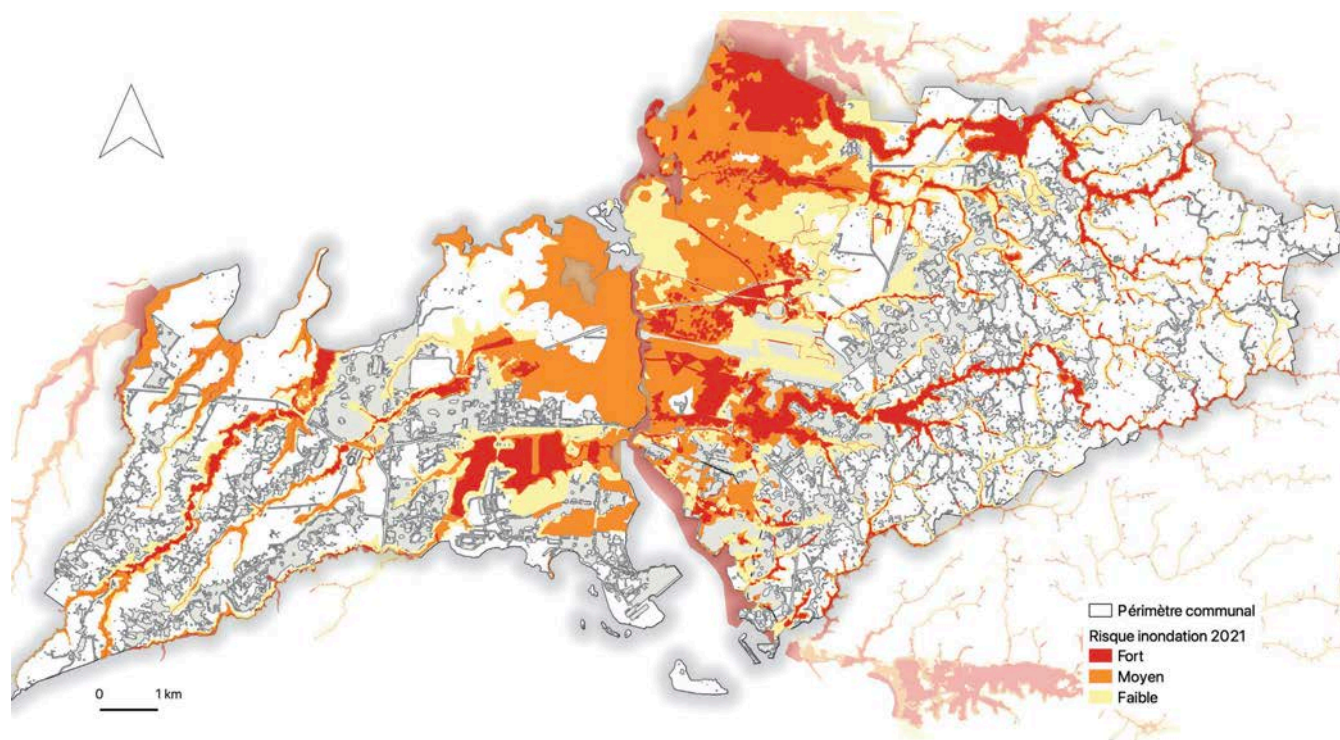 Périmètre communal
Risque inondation 2021
Fort
Moyen
Faible
0 1 km